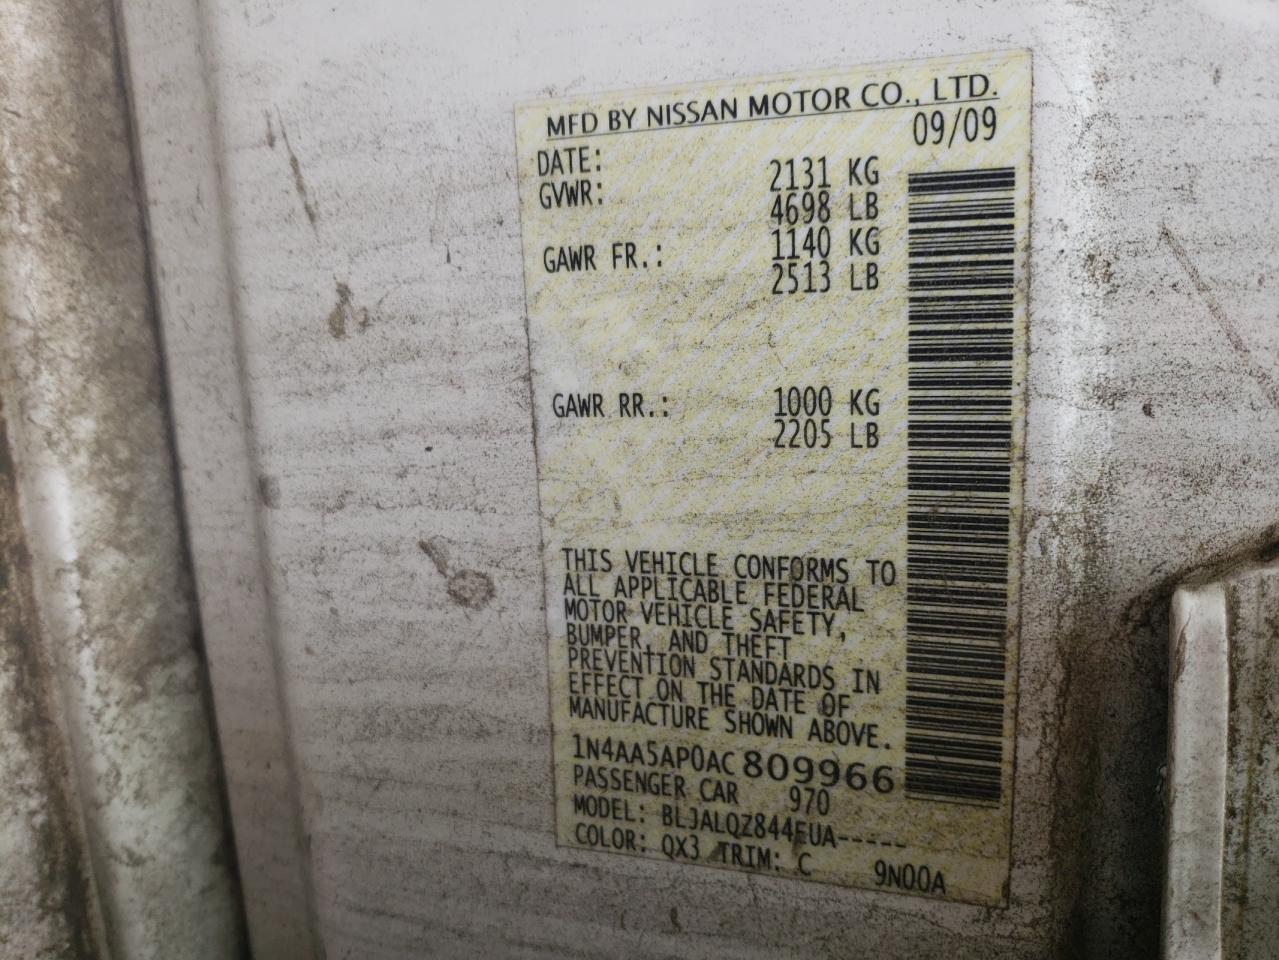 MFD BY NISSAN MOTOR CO., LTD.
DATE: 09/09
GVWR: 2131 KG
4698 LB
GAWR FR.: 1140 KG
2513 LB
GAWR RR.: 1000 KG
2205 LB
THIS VEHICLE CONFORMS TO
ALL APPLICABLE FEDERAL
MOTOR VEHICLE SAFETY,
BUMPER, AND THEFT
PREVENTION STANDARDS IN
EFFECT ON THE DATE OF
MANUFACTURE SHOWN ABOVE.
1N4AA5AP0AC809966
PASSENGER CAR 970
MODEL: BLJALQZ844EUA-----
COLOR: QX3 TRIM: C 9N00A